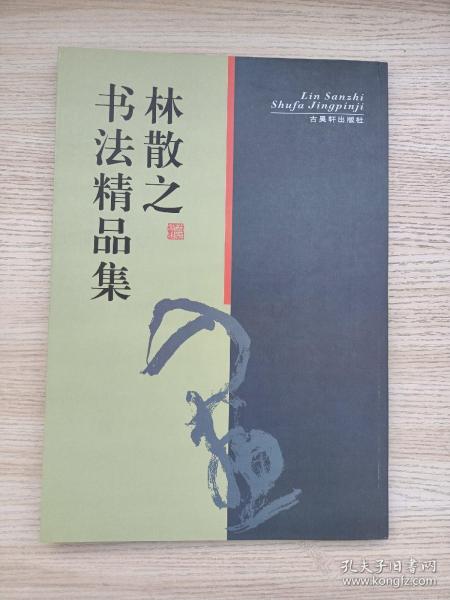 林散之
书法精品集
Lin Sanzhi
Shufa Jingpinji
古吴轩出版社
孔夫子旧书网
www.kongfz.com